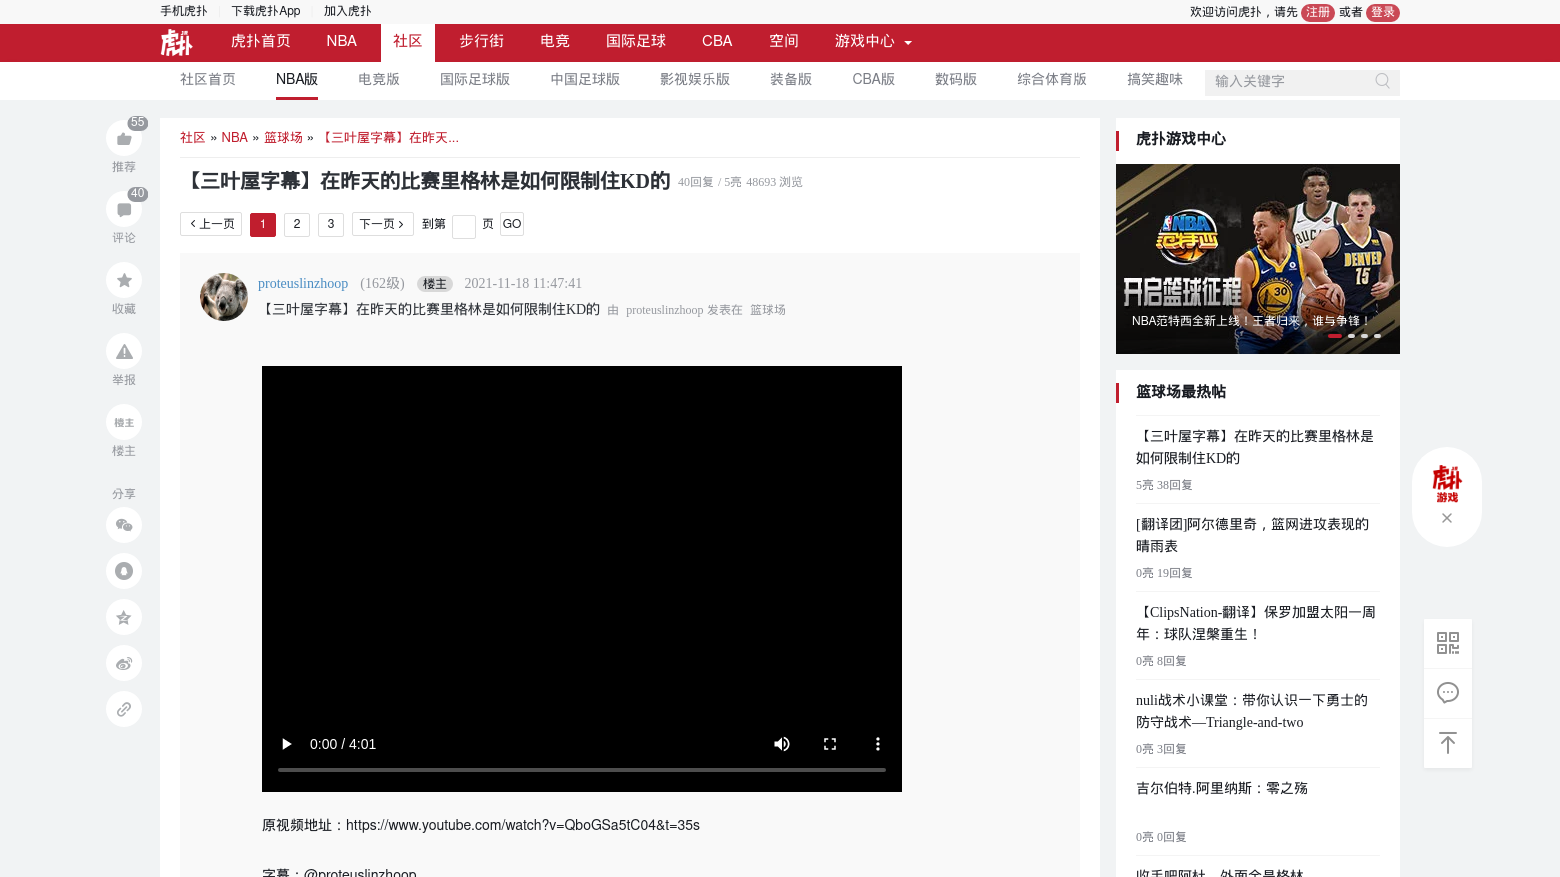 手机虎扑 下载虎扑App 加入虎扑 欢迎访问虎扑，请先 注册 或者 登录
虎扑 虎扑首页 NBA 社区 步行街 电竞 国际足球 CBA 空间 游戏中心
社区首页 NBA版 电竞版 国际足球版 中国足球版 影视娱乐版 装备版 CBA版 数码版 综合体育版 搞笑趣味 输入关键字
55
推荐
40
评论
收藏
举报
楼主
楼主
分享
社区 » NBA » 篮球场 » 【三叶屋字幕】在昨天...
【三叶屋字幕】在昨天的比赛里格林是如何限制住KD的 40回复 / 5亮 48693 浏览
上一页 1 2 3 下一页 到第 页 GO
proteuslinzhoop (162级) 楼主 2021-11-18 11:47:41
【三叶屋字幕】在昨天的比赛里格林是如何限制住KD的 由 proteuslinzhoop 发表在 篮球场
0:00 / 4:01
原视频地址：https://www.youtube.com/watch?v=QboGSa5tC04&t=35s
字幕：@proteuslinzhoop
虎扑游戏中心
NBA
范特西
BUCK
DENVER
15
30
开启篮球征程
NBA范特西全新上线！王者归来，谁与争锋！
篮球场最热帖
【三叶屋字幕】在昨天的比赛里格林是
如何限制住KD的
5亮 38回复
[翻译团]阿尔德里奇，篮网进攻表现的
晴雨表
0亮 19回复
【ClipsNation-翻译】保罗加盟太阳一周
年：球队涅槃重生！
0亮 8回复
nuli战术小课堂：带你认识一下勇士的
防守战术—Triangle-and-two
0亮 3回复
吉尔伯特.阿里纳斯：零之殇
0亮 0回复
收手吧阿杜，外面全是格林
虎扑
游戏